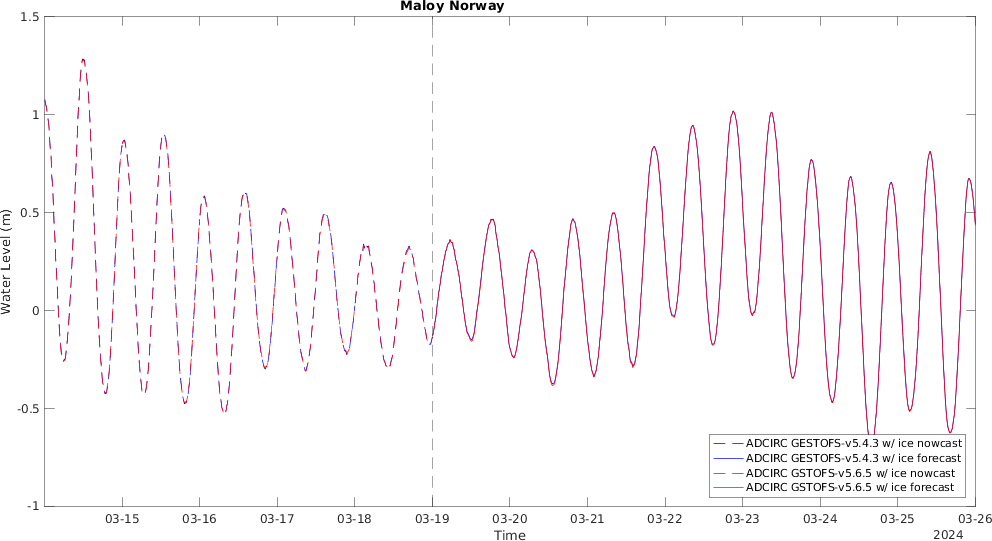 Maloy Norway
1.5
1
0.5
0
-0.5
-1
Water Level (m)
ADCIRC GESTOFS-v5.4.3 w/ ice nowcast
ADCIRC GESTOFS-v5.4.3 w/ ice forecast
ADCIRC GSTOFS-v5.6.5 w/ ice nowcast
ADCIRC GSTOFS-v5.6.5 w/ ice forecast
03-15 03-16 03-17 03-18 03-19 03-20 03-21 03-22 03-23 03-24 03-25 03-26
Time
2024